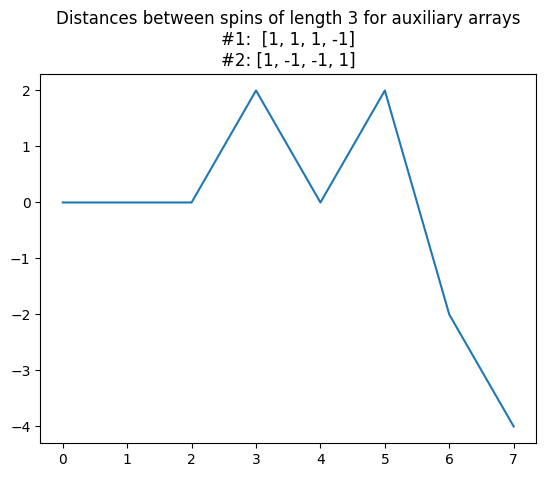 Distances between spins of length 3 for auxiliary arrays
#1:  [1, 1, 1, -1]
#2: [1, -1, -1, 1]
2
1
0
−1
−2
−3
−4
0 1 2 3 4 5 6 7